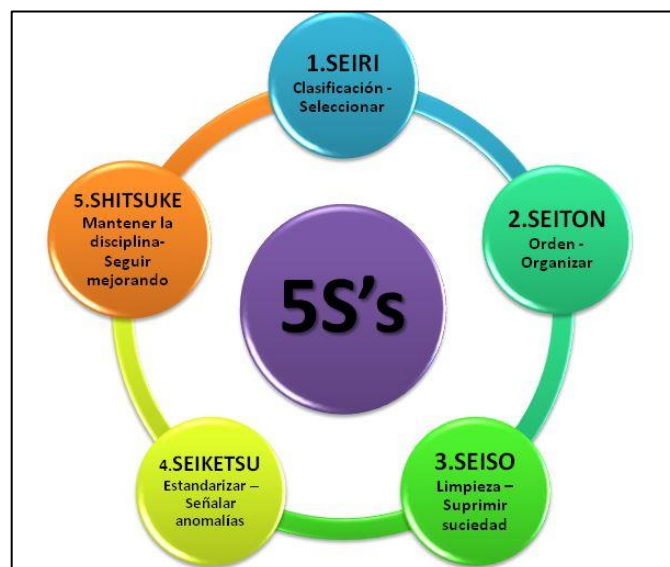 1.SEIRI
Clasificación -
Seleccionar
2.SEITON
Orden -
Organizar
3.SEISO
Limpieza –
Suprimir
suciedad
4.SEIKETSU
Estandarizar –
Señalar
anomalías
5.SHITSUKE
Mantener la
disciplina-
Seguir
mejorando
5S's